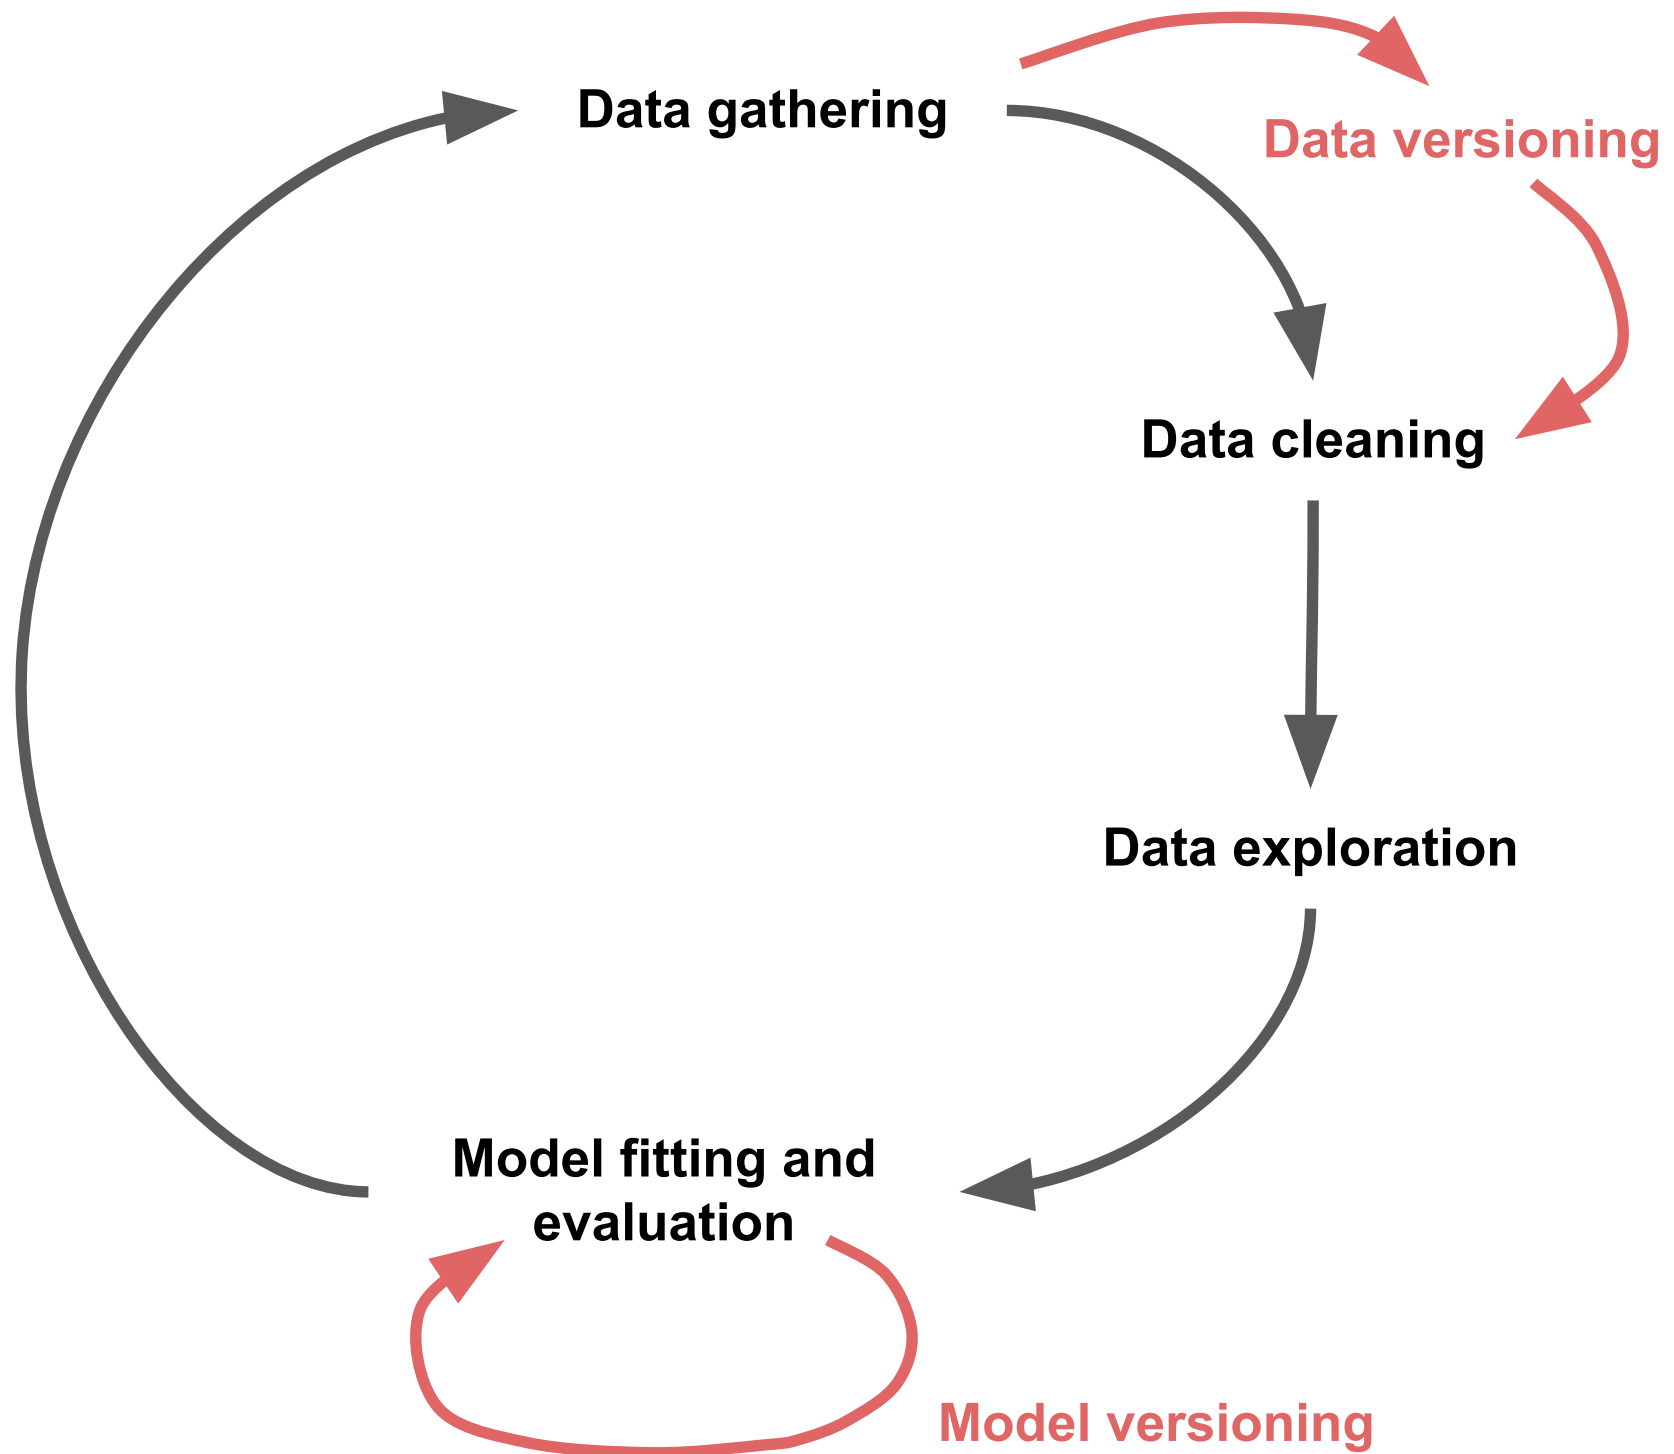 Data gathering
Data versioning
Data cleaning
Data exploration
Model fitting and
evaluation
Model versioning